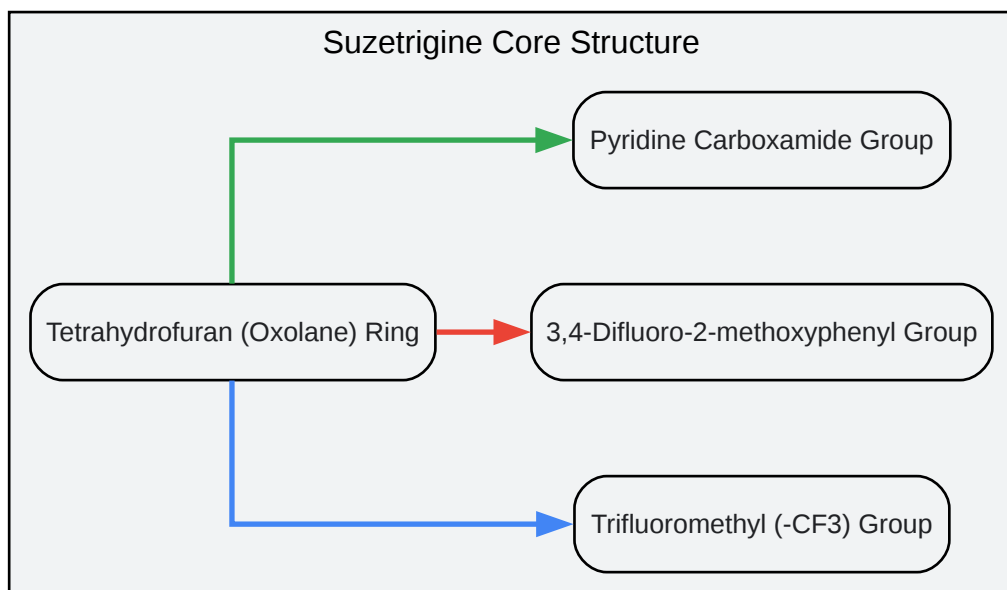 Suzetrigine Core Structure
Pyridine Carboxamide Group
Tetrahydrofuran (Oxolane) Ring
3,4-Difluoro-2-methoxyphenyl Group
Trifluoromethyl (-CF3) Group